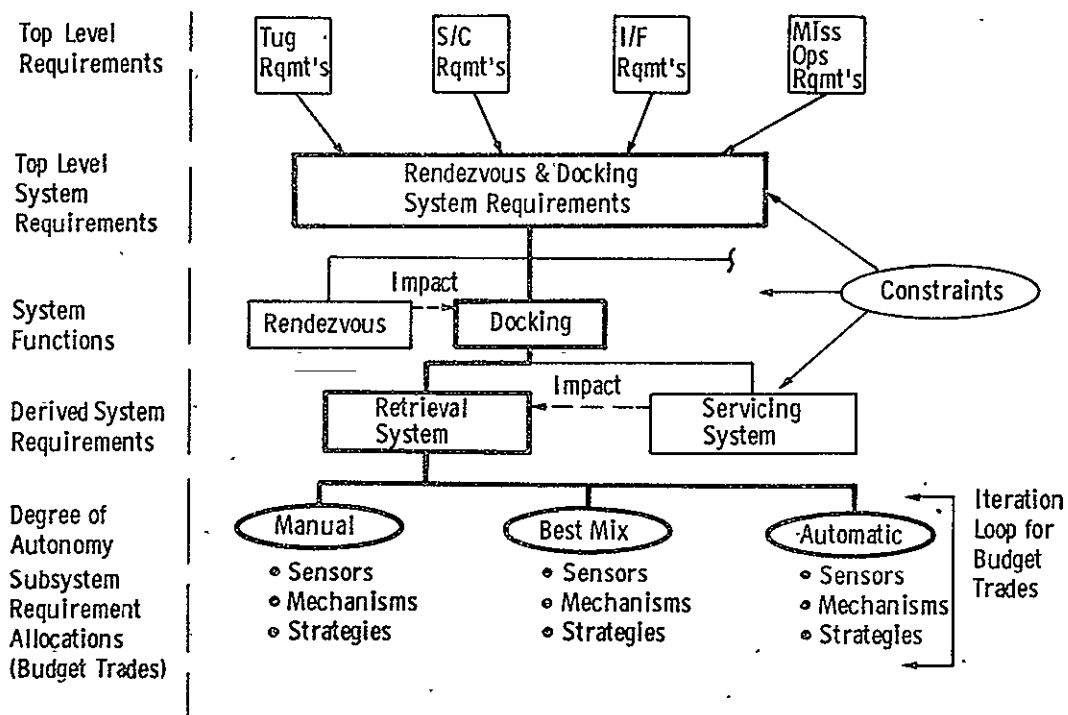 Top Level
Requirements
Tug
Rqmt's
S/C
Rqmt's
I/F
Rqmt's
Miss
Ops
Rqmt's
Top Level
System
Requirements
Rendezvous & Docking
System Requirements
Constraints
System
Functions
Rendezvous
Impact
Docking
Derived System
Requirements
Retrieval
System
Impact
Servicing
System
Degree of
Autonomy
Manual
Best Mix
Automatic
Iteration
Loop for
Budget
Trades
Subsystem
Requirement
Allocations
(Budget Trades)
• Sensors
• Mechanisms
• Strategies
• Sensors
• Mechanisms
• Strategies
• Sensors
• Mechanisms
• Strategies